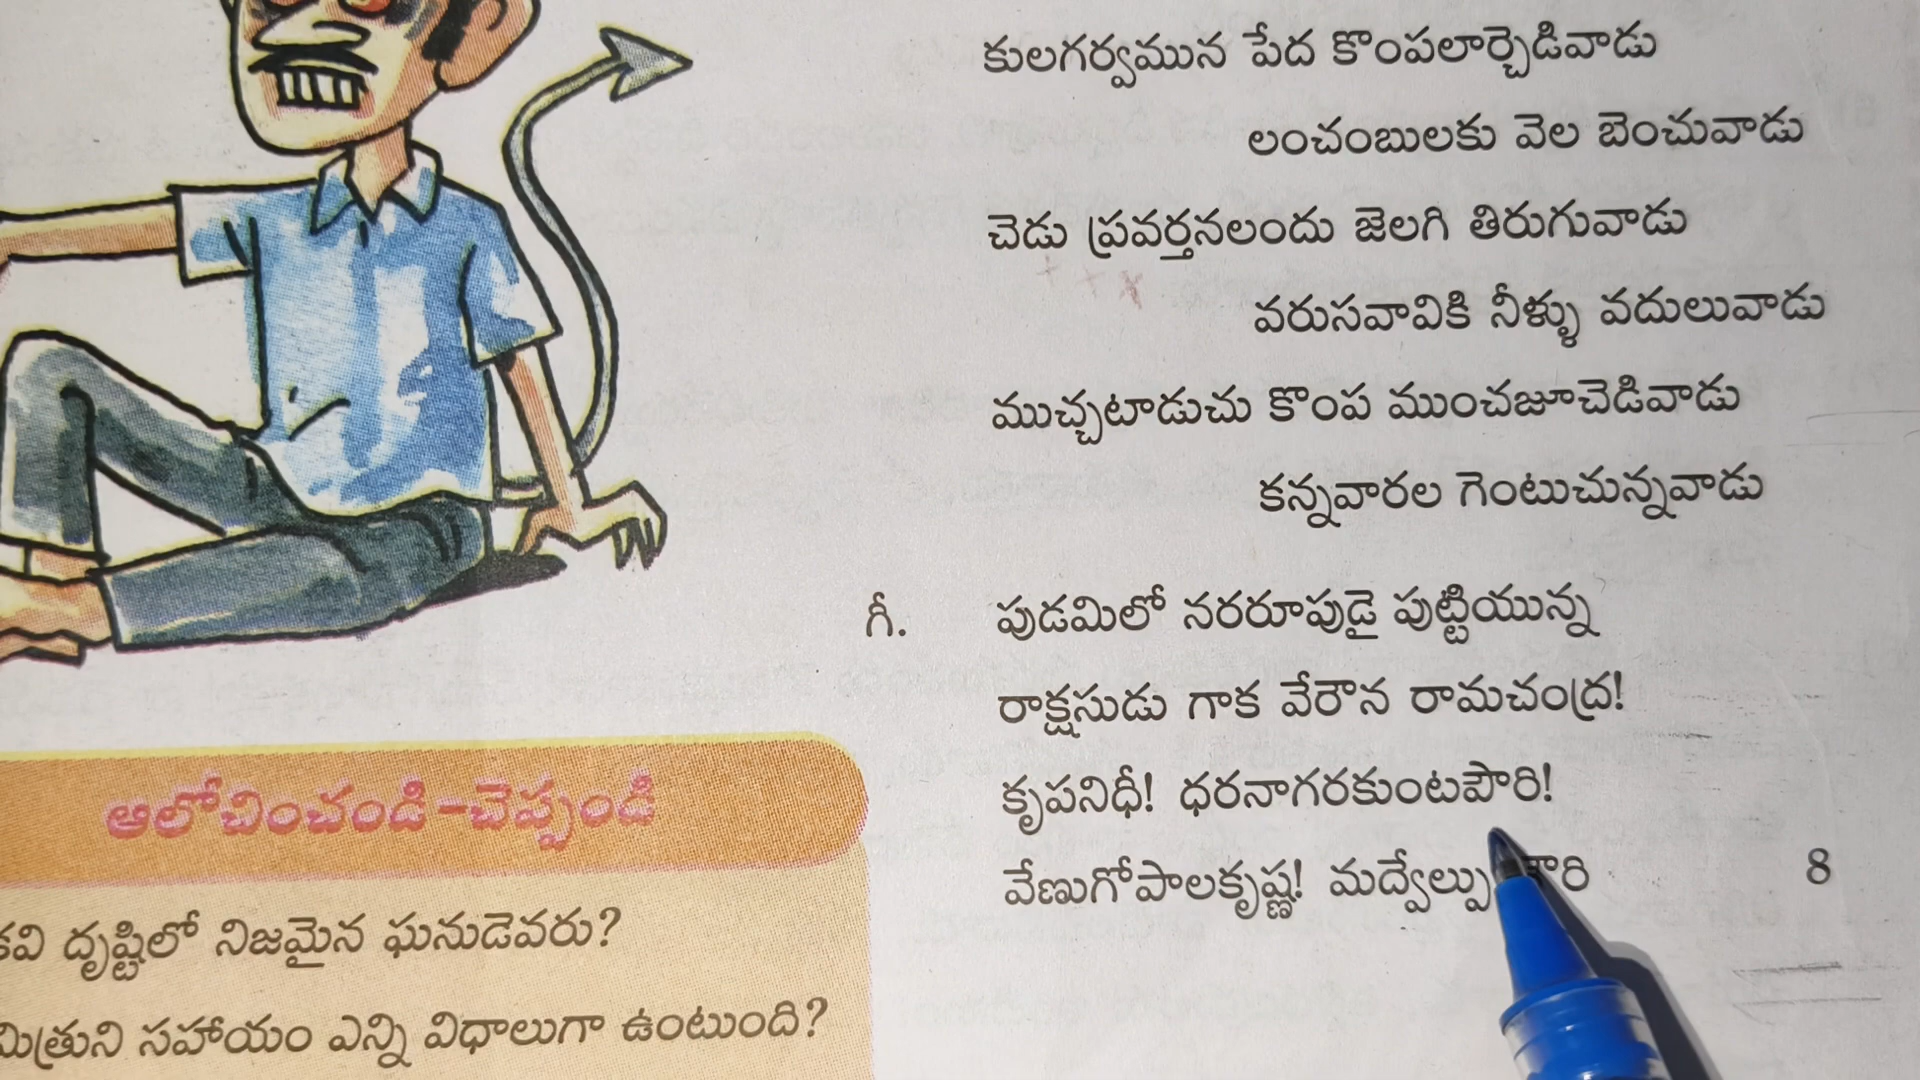 కులగర్వమున పేద కొంపలార్చెడివాడు
లంచంబులకు వెల బెంచువాడు
చెడు ప్రవర్తనలందు జెలగి తిరుగువాడు
వరుసవావికి నీళ్ళు వదులువాడు
ముచ్చటాడుచు కొంప ముంచజూచెడివాడు
కన్నవారల గెంటుచున్నవాడు
గీ. పుడమిలో నరరూపుడై పుట్టియున్న
రాక్షసుడు గాక వేరౌన రామచంద్ర!
కృపనిధీ! ధరనాగరకుంటపౌరి!
వేణుగోపాలకృష్ణ! మద్వేల్పు 8
ఆలోచించండి-చెప్పండి
కవి దృష్టిలో నిజమైన ఘనుడెవరు?
మిత్రుని సహాయం ఎన్ని విధాలుగా ఉంటుంది?